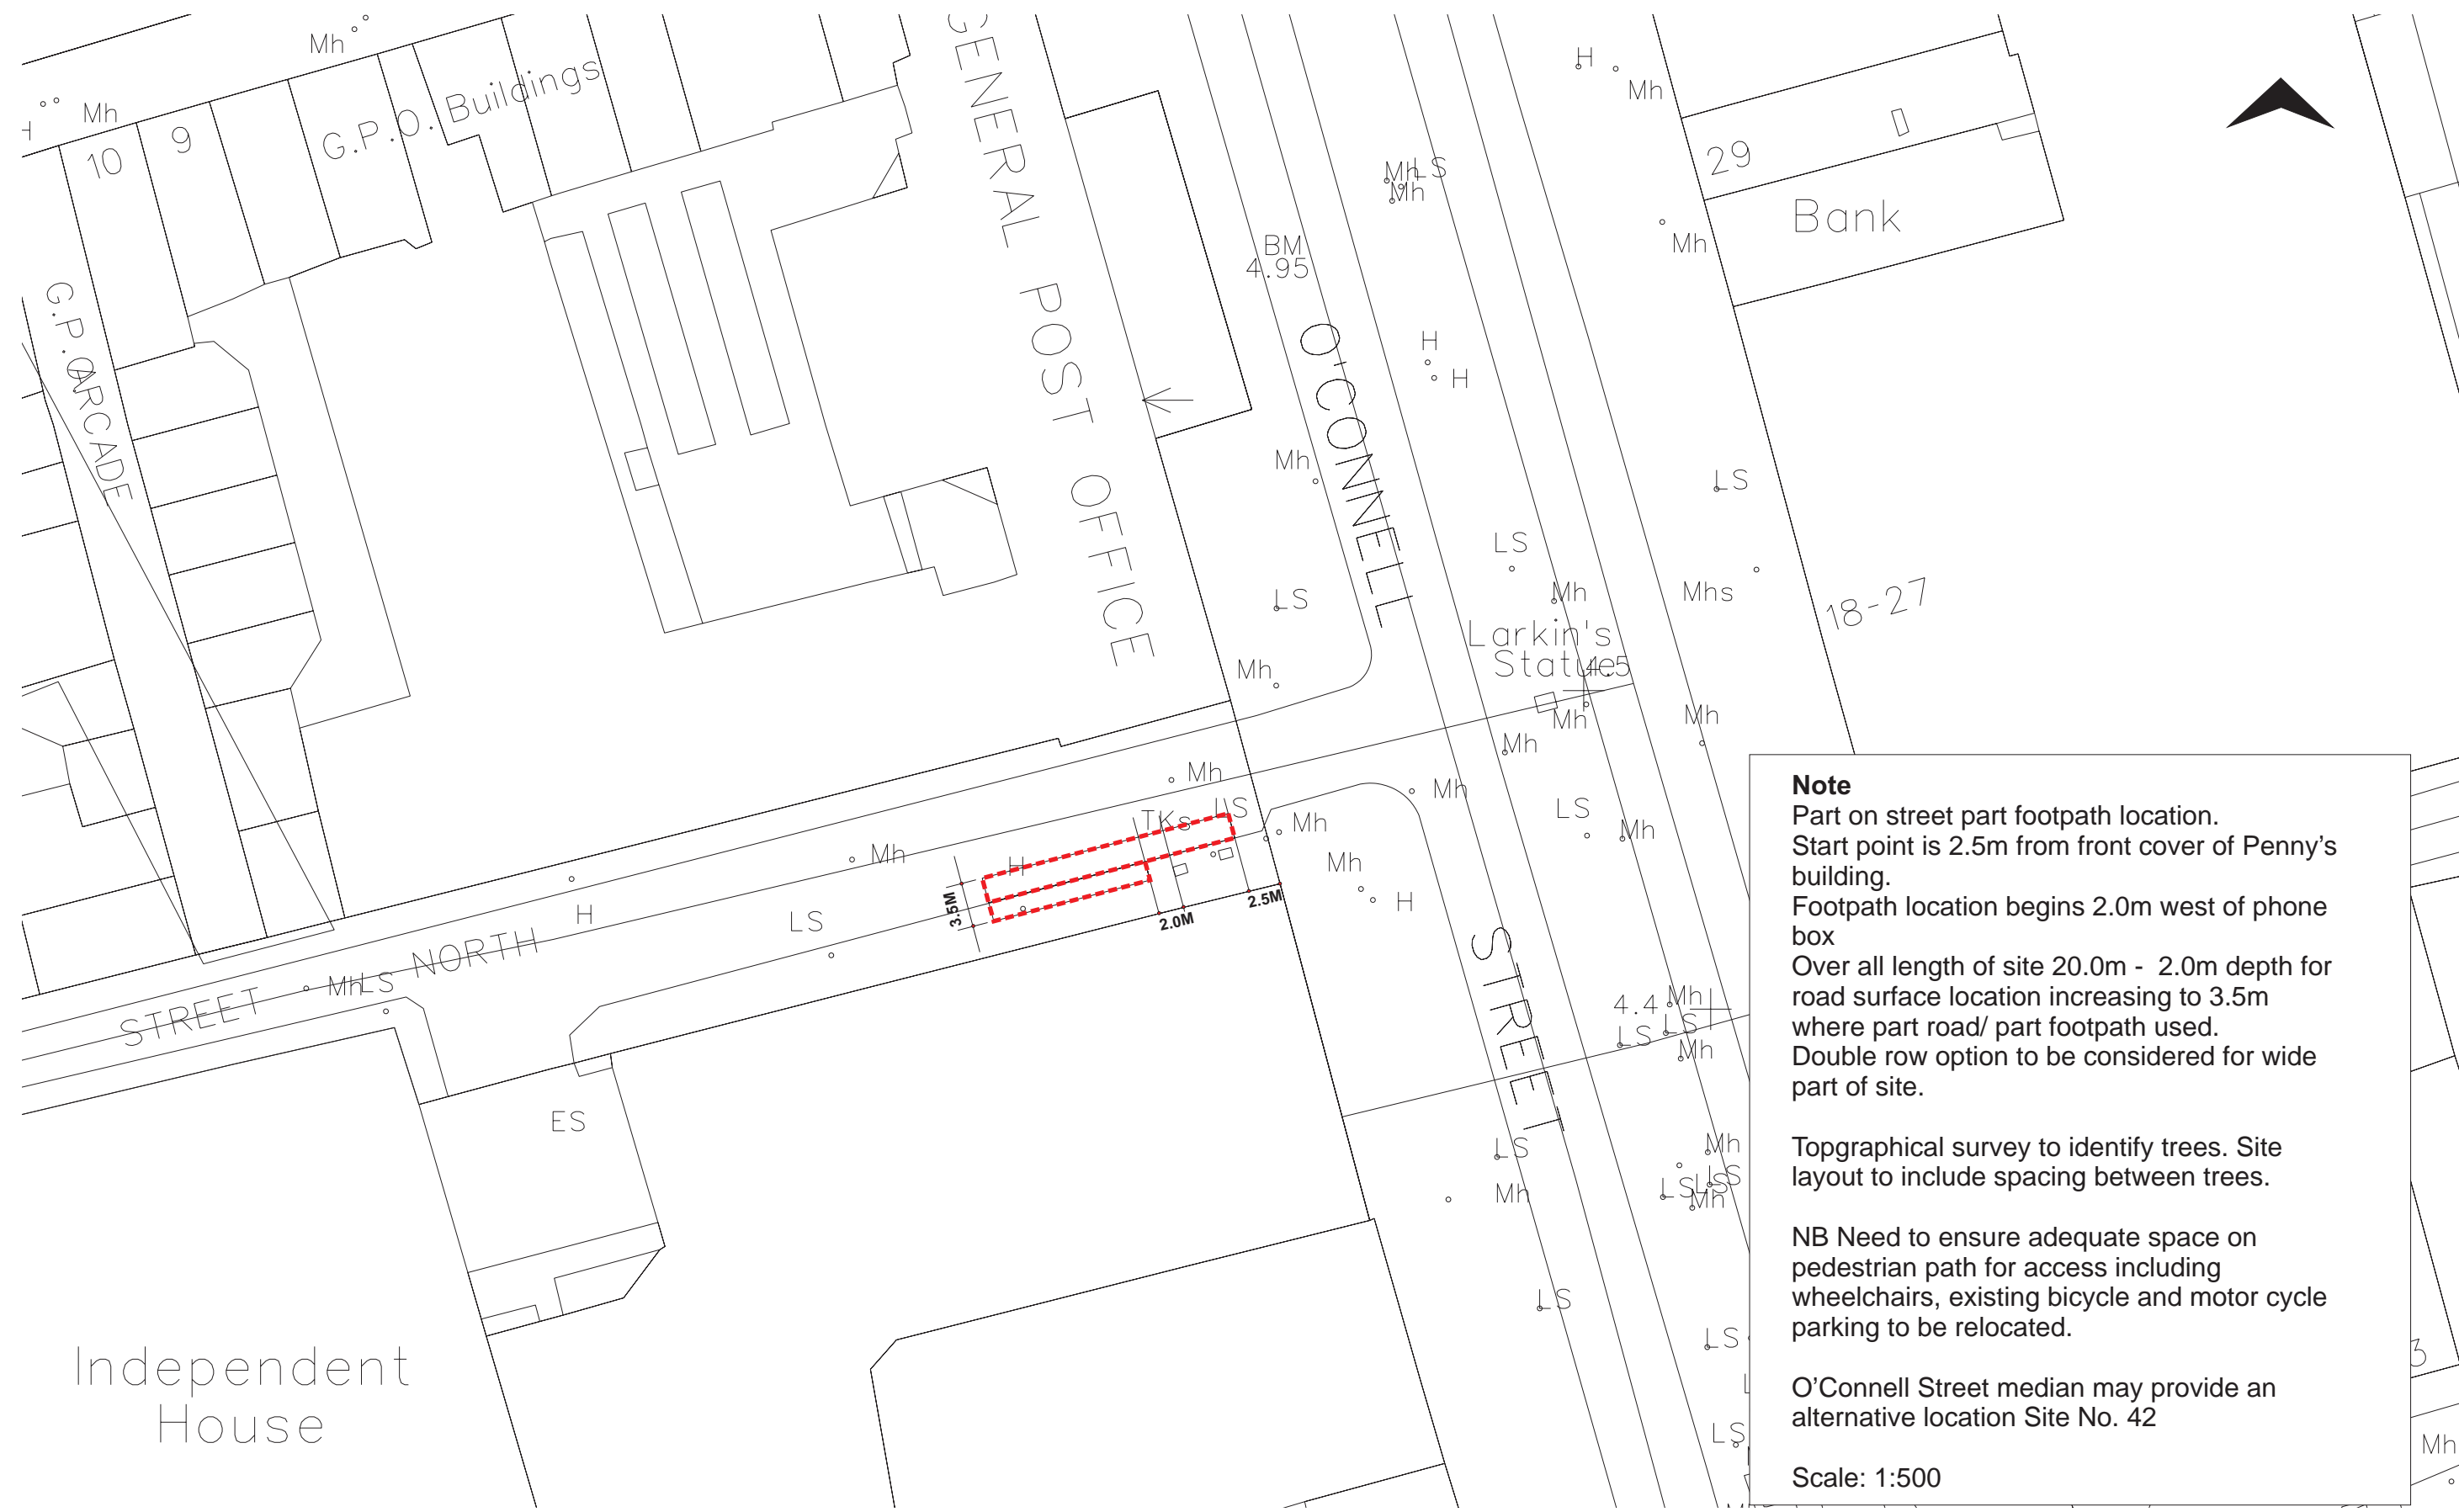 Mh
H
Mh
10
9
G.P.O. Buildings
GENERAL POST OFFICE
G.P.O. ARCADE
H
Mh
29
Bank
Mh
LS
Mh
Mh
BM
4.95
H
H
O'CONNELL
Mh
LS
LS
LS
Mh
Mhs
18-27
Larkin's
Statue
4.5
Mh
Mh
Mh
Mh
Mh
TKs
LS
Mh
Mh
LS
Mh
Mh
H
Mh
H
3.5M
2.0M
2.5M
LS
H
NORTH
Mh
LS
STREET
STREET
4.4
Mh
LS
LS
Mh
ES
LS
Mh
Mh
LS
LS
Mh
LS
LS
LS
3
Mh
Independent
House
Note
Part on street part footpath location.
Start point is 2.5m from front cover of Penny's
building.
Footpath location begins 2.0m west of phone
box
Over all length of site 20.0m - 2.0m depth for
road surface location increasing to 3.5m
where part road/ part footpath used.
Double row option to be considered for wide
part of site.
Topgraphical survey to identify trees. Site
layout to include spacing between trees.
NB Need to ensure adequate space on
pedestrian path for access including
wheelchairs, existing bicycle and motor cycle
parking to be relocated.
O'Connell Street median may provide an
alternative location Site No. 42
Scale: 1:500